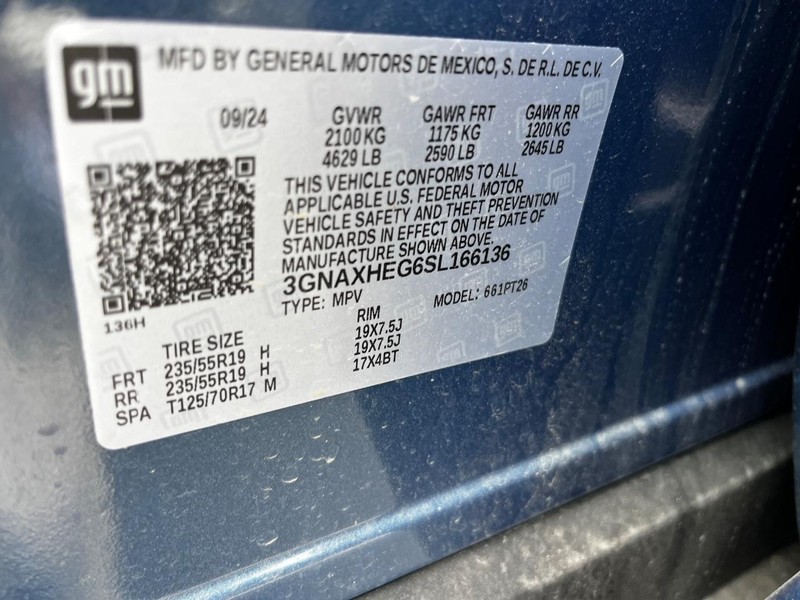 gm
MFD BY GENERAL MOTORS DE MEXICO, S. DE R.L. DE C.V.
09/24 GVWR GAWR FRT GAWR RR
2100 KG 1175 KG 1200 KG
4629 LB 2590 LB 2645 LB
THIS VEHICLE CONFORMS TO ALL
APPLICABLE U.S. FEDERAL MOTOR
VEHICLE SAFETY AND THEFT PREVENTION
STANDARDS IN EFFECT ON THE DATE OF
MANUFACTURE SHOWN ABOVE.
3GNAXHEG6SL166136
TYPE: MPV MODEL: 661PT26
136H
TIRE SIZE RIM
FRT 235/55R19 H 19X7.5J
RR 235/55R19 H 19X7.5J
SPA T125/70R17 M 17X4BT